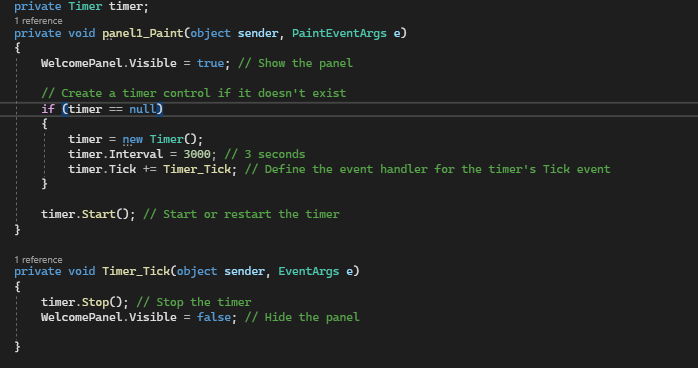 private Timer timer;
1 reference
private void panel1_Paint(object sender, PaintEventArgs e)
{
WelcomePanel.Visible = true; // Show the panel
// Create a timer control if it doesn't exist
if (timer == null)
{
timer = new Timer();
timer.Interval = 3000; // 3 seconds
timer.Tick += Timer_Tick; // Define the event handler for the timer's Tick event
}
timer.Start(); // Start or restart the timer
}
1 reference
private void Timer_Tick(object sender, EventArgs e)
{
timer.Stop(); // Stop the timer
WelcomePanel.Visible = false; // Hide the panel
}